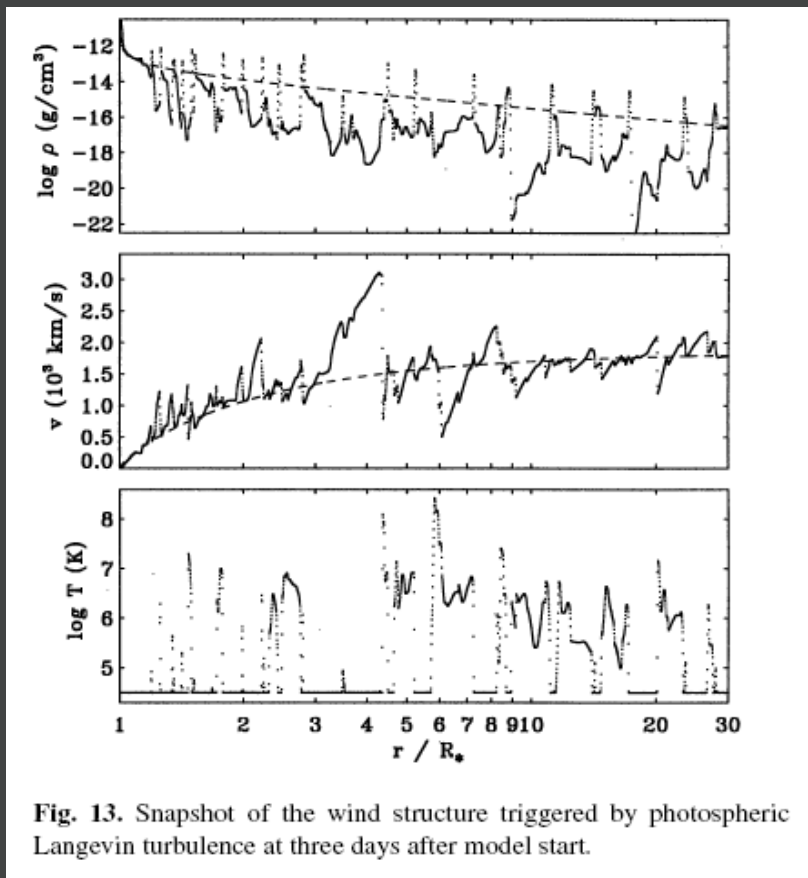 log ρ (g/cm³)
−12
−14
−16
−18
−20
−22
v (10³ km/s)
3.0
2.5
2.0
1.5
1.0
0.5
0.0
log T (K)
8
7
6
5
1 2 3 4 5 6 7 8 9 10 20 30
r / R*
Fig. 13. Snapshot of the wind structure triggered by photospheric
Langevin turbulence at three days after model start.